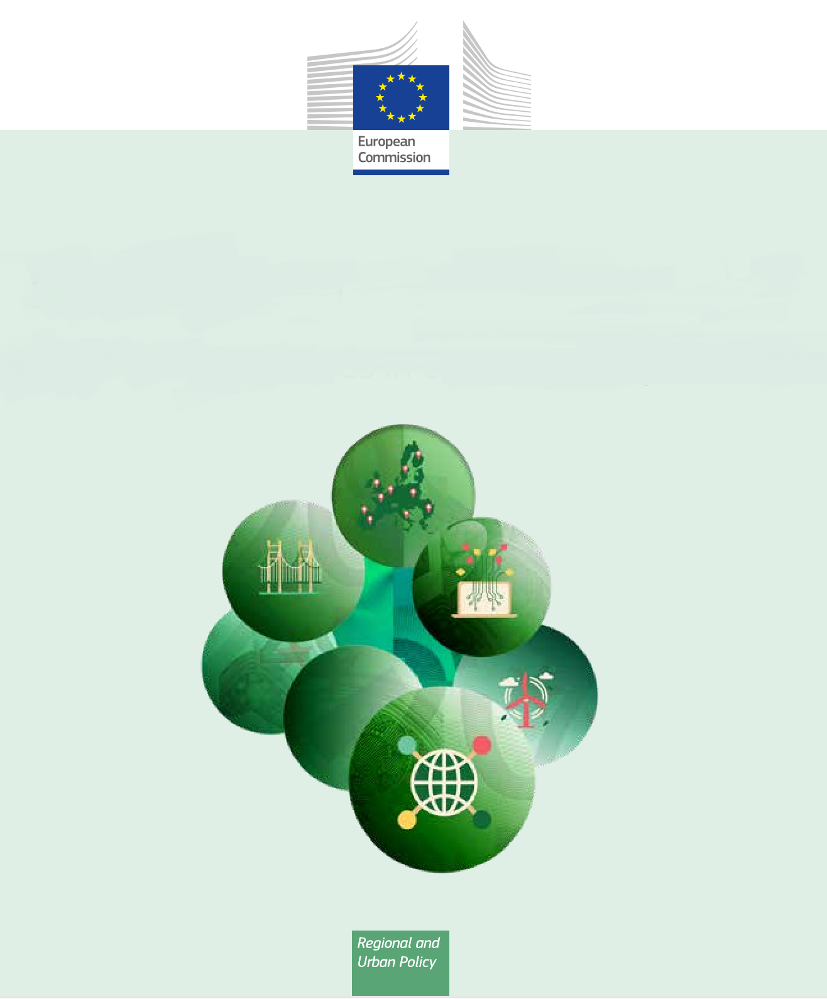 European
Commission
Regional and
Urban Policy